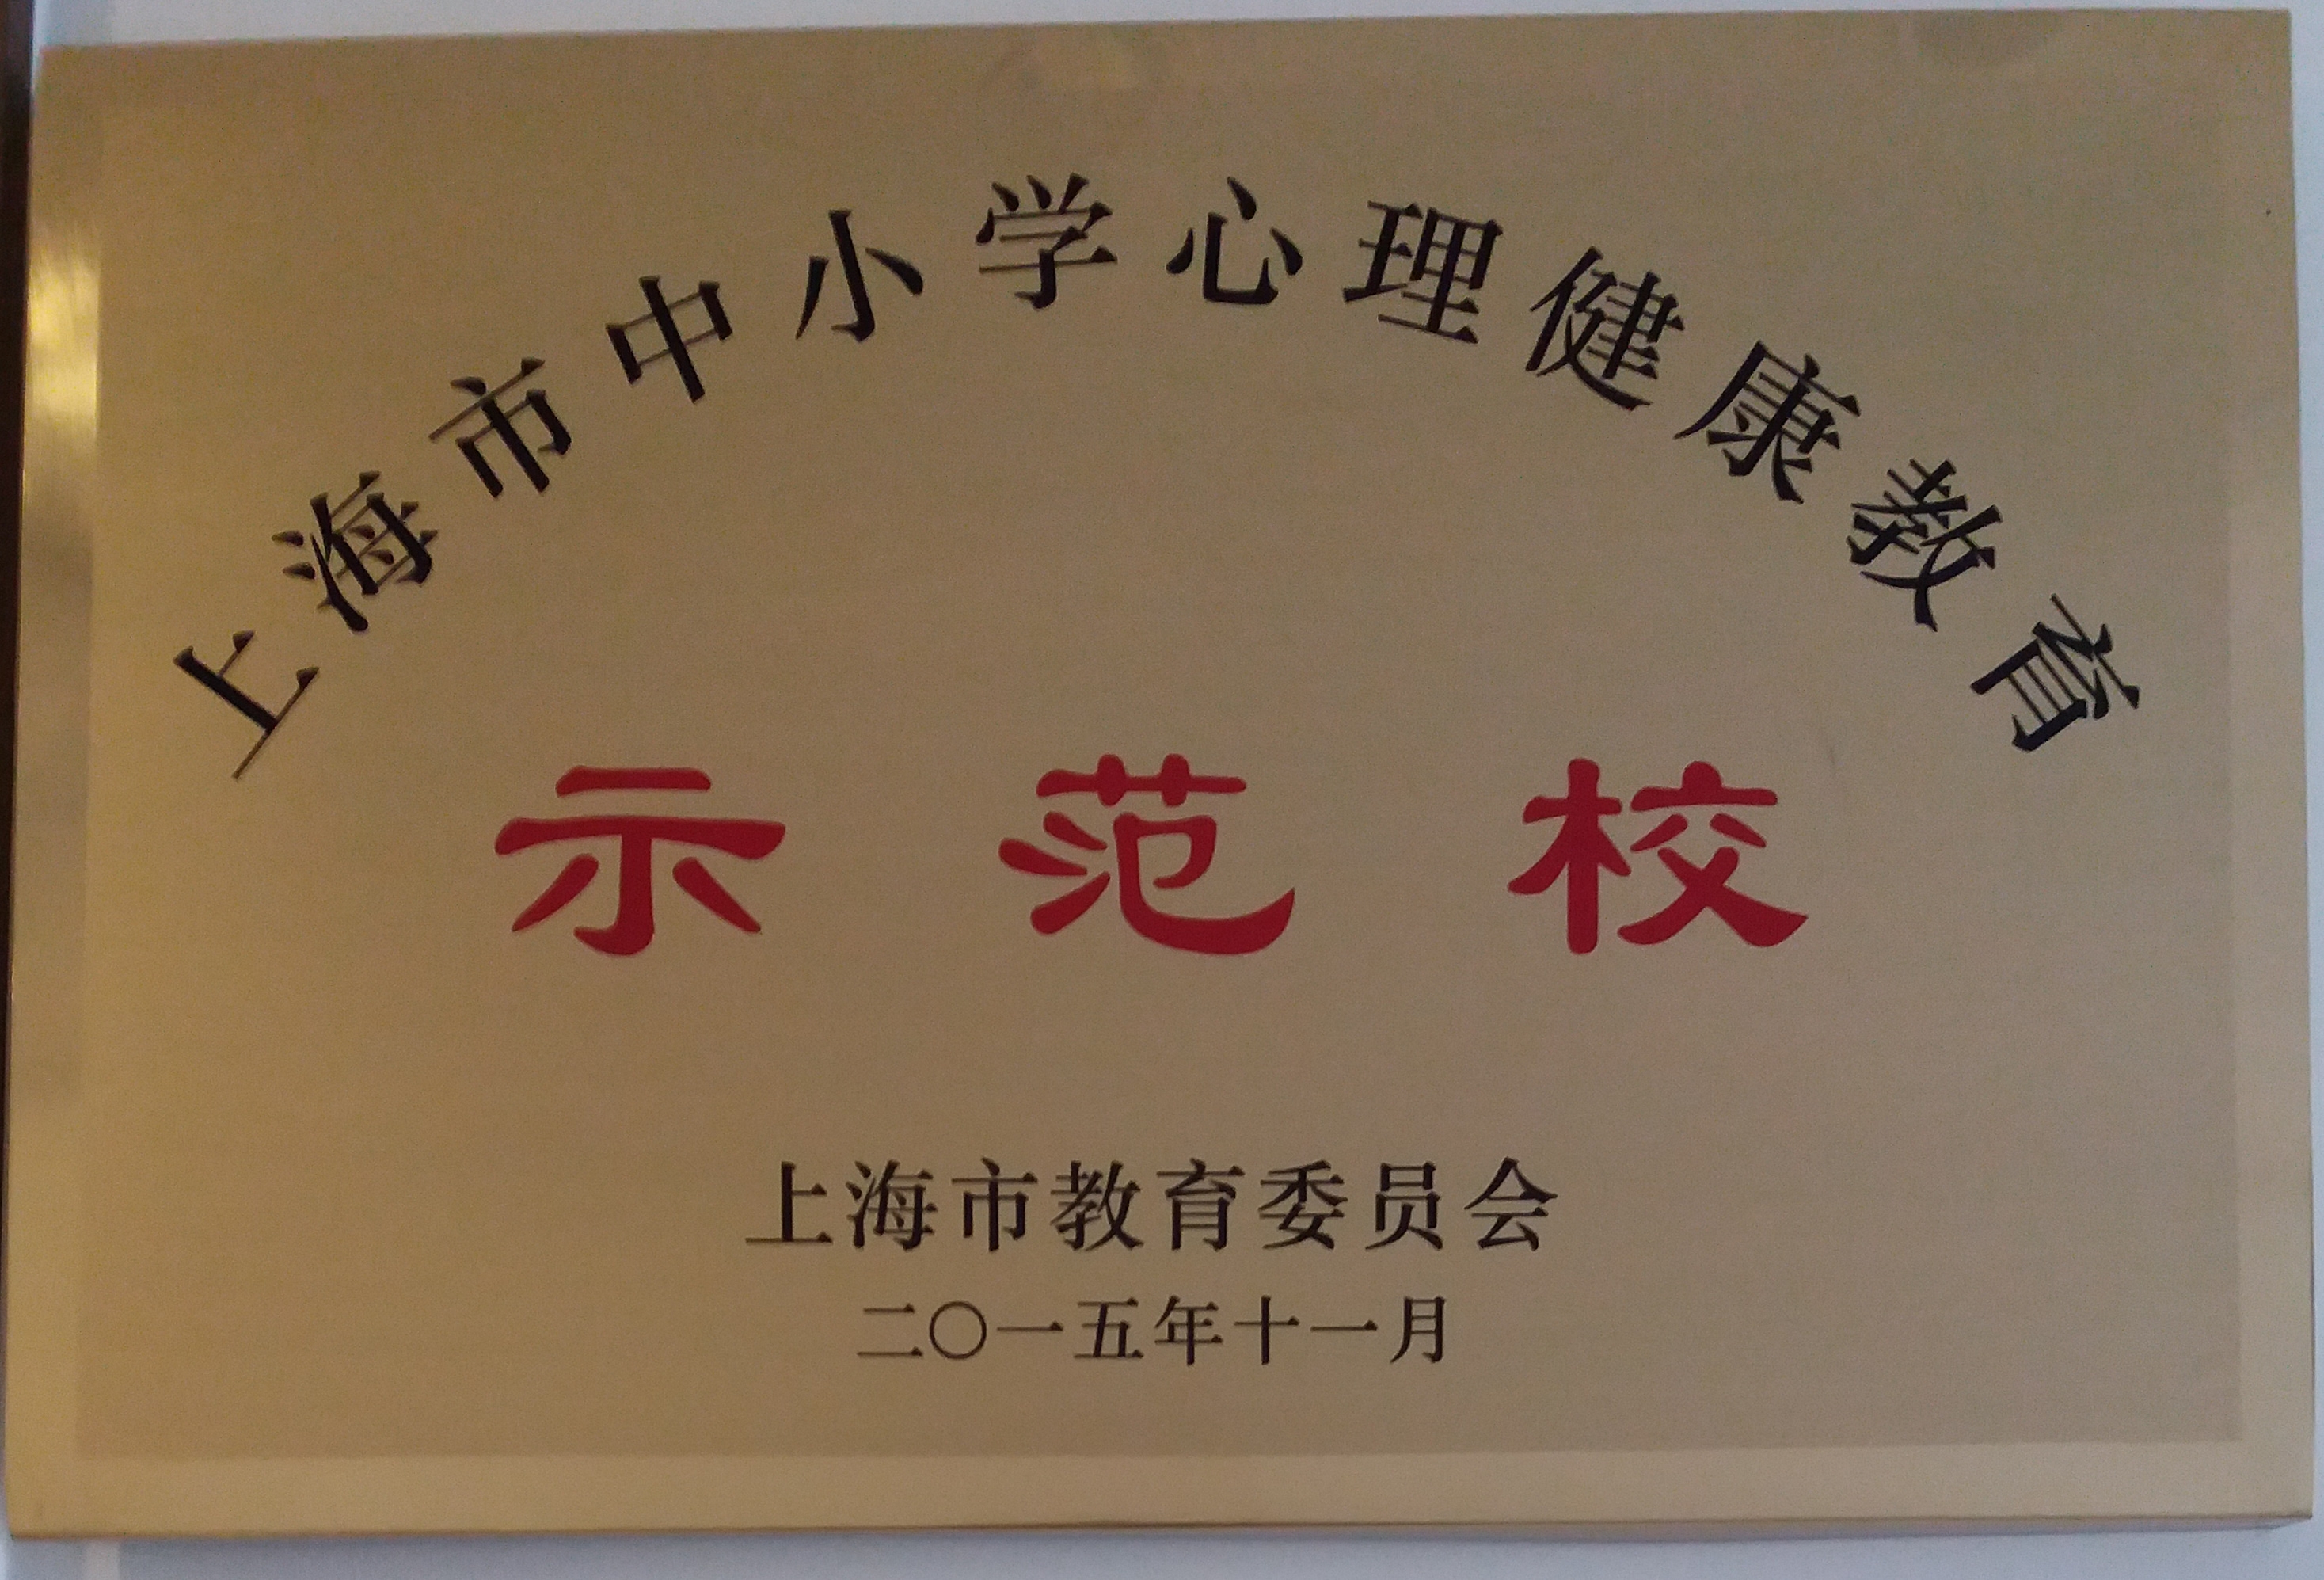 上海市中小学心理健康教育
示范校
上海市教育委员会
二〇一五年十一月